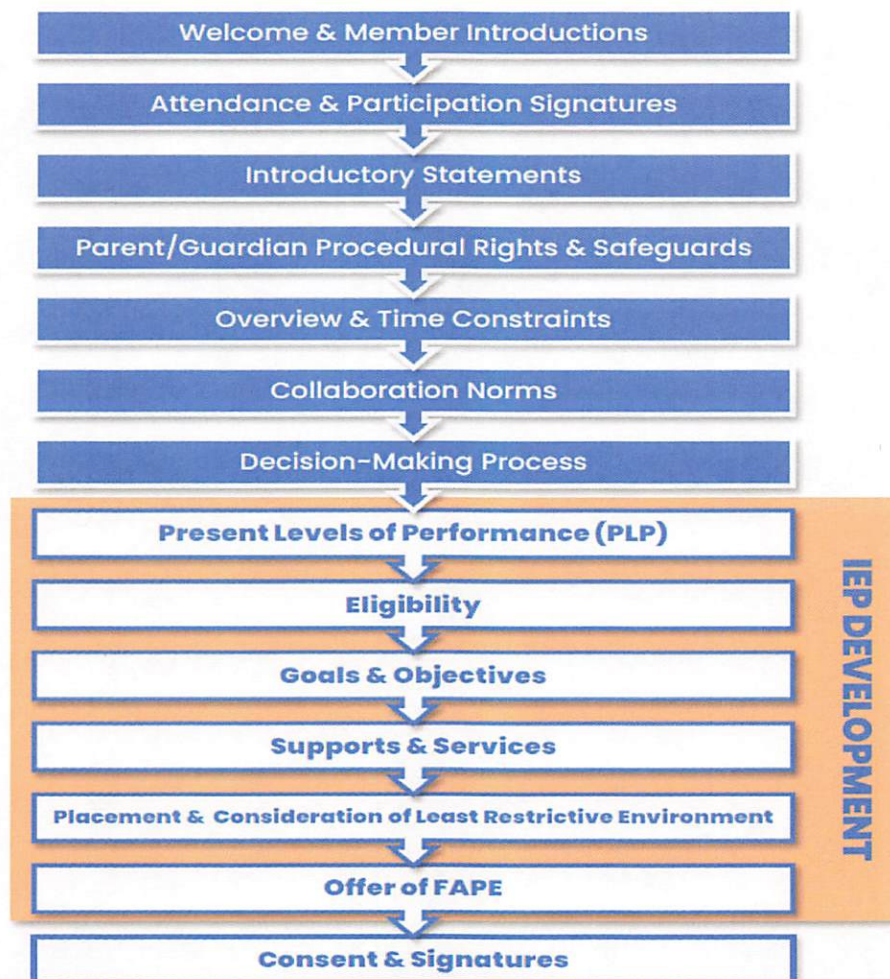 Welcome & Member Introductions
Attendance & Participation Signatures
Introductory Statements
Parent/Guardian Procedural Rights & Safeguards
Overview & Time Constraints
Collaboration Norms
Decision-Making Process
Present Levels of Performance (PLP)
Eligibility
Goals & Objectives
Supports & Services
Placement & Consideration of Least Restrictive Environment
Offer of FAPE
IEP DEVELOPMENT
Consent & Signatures